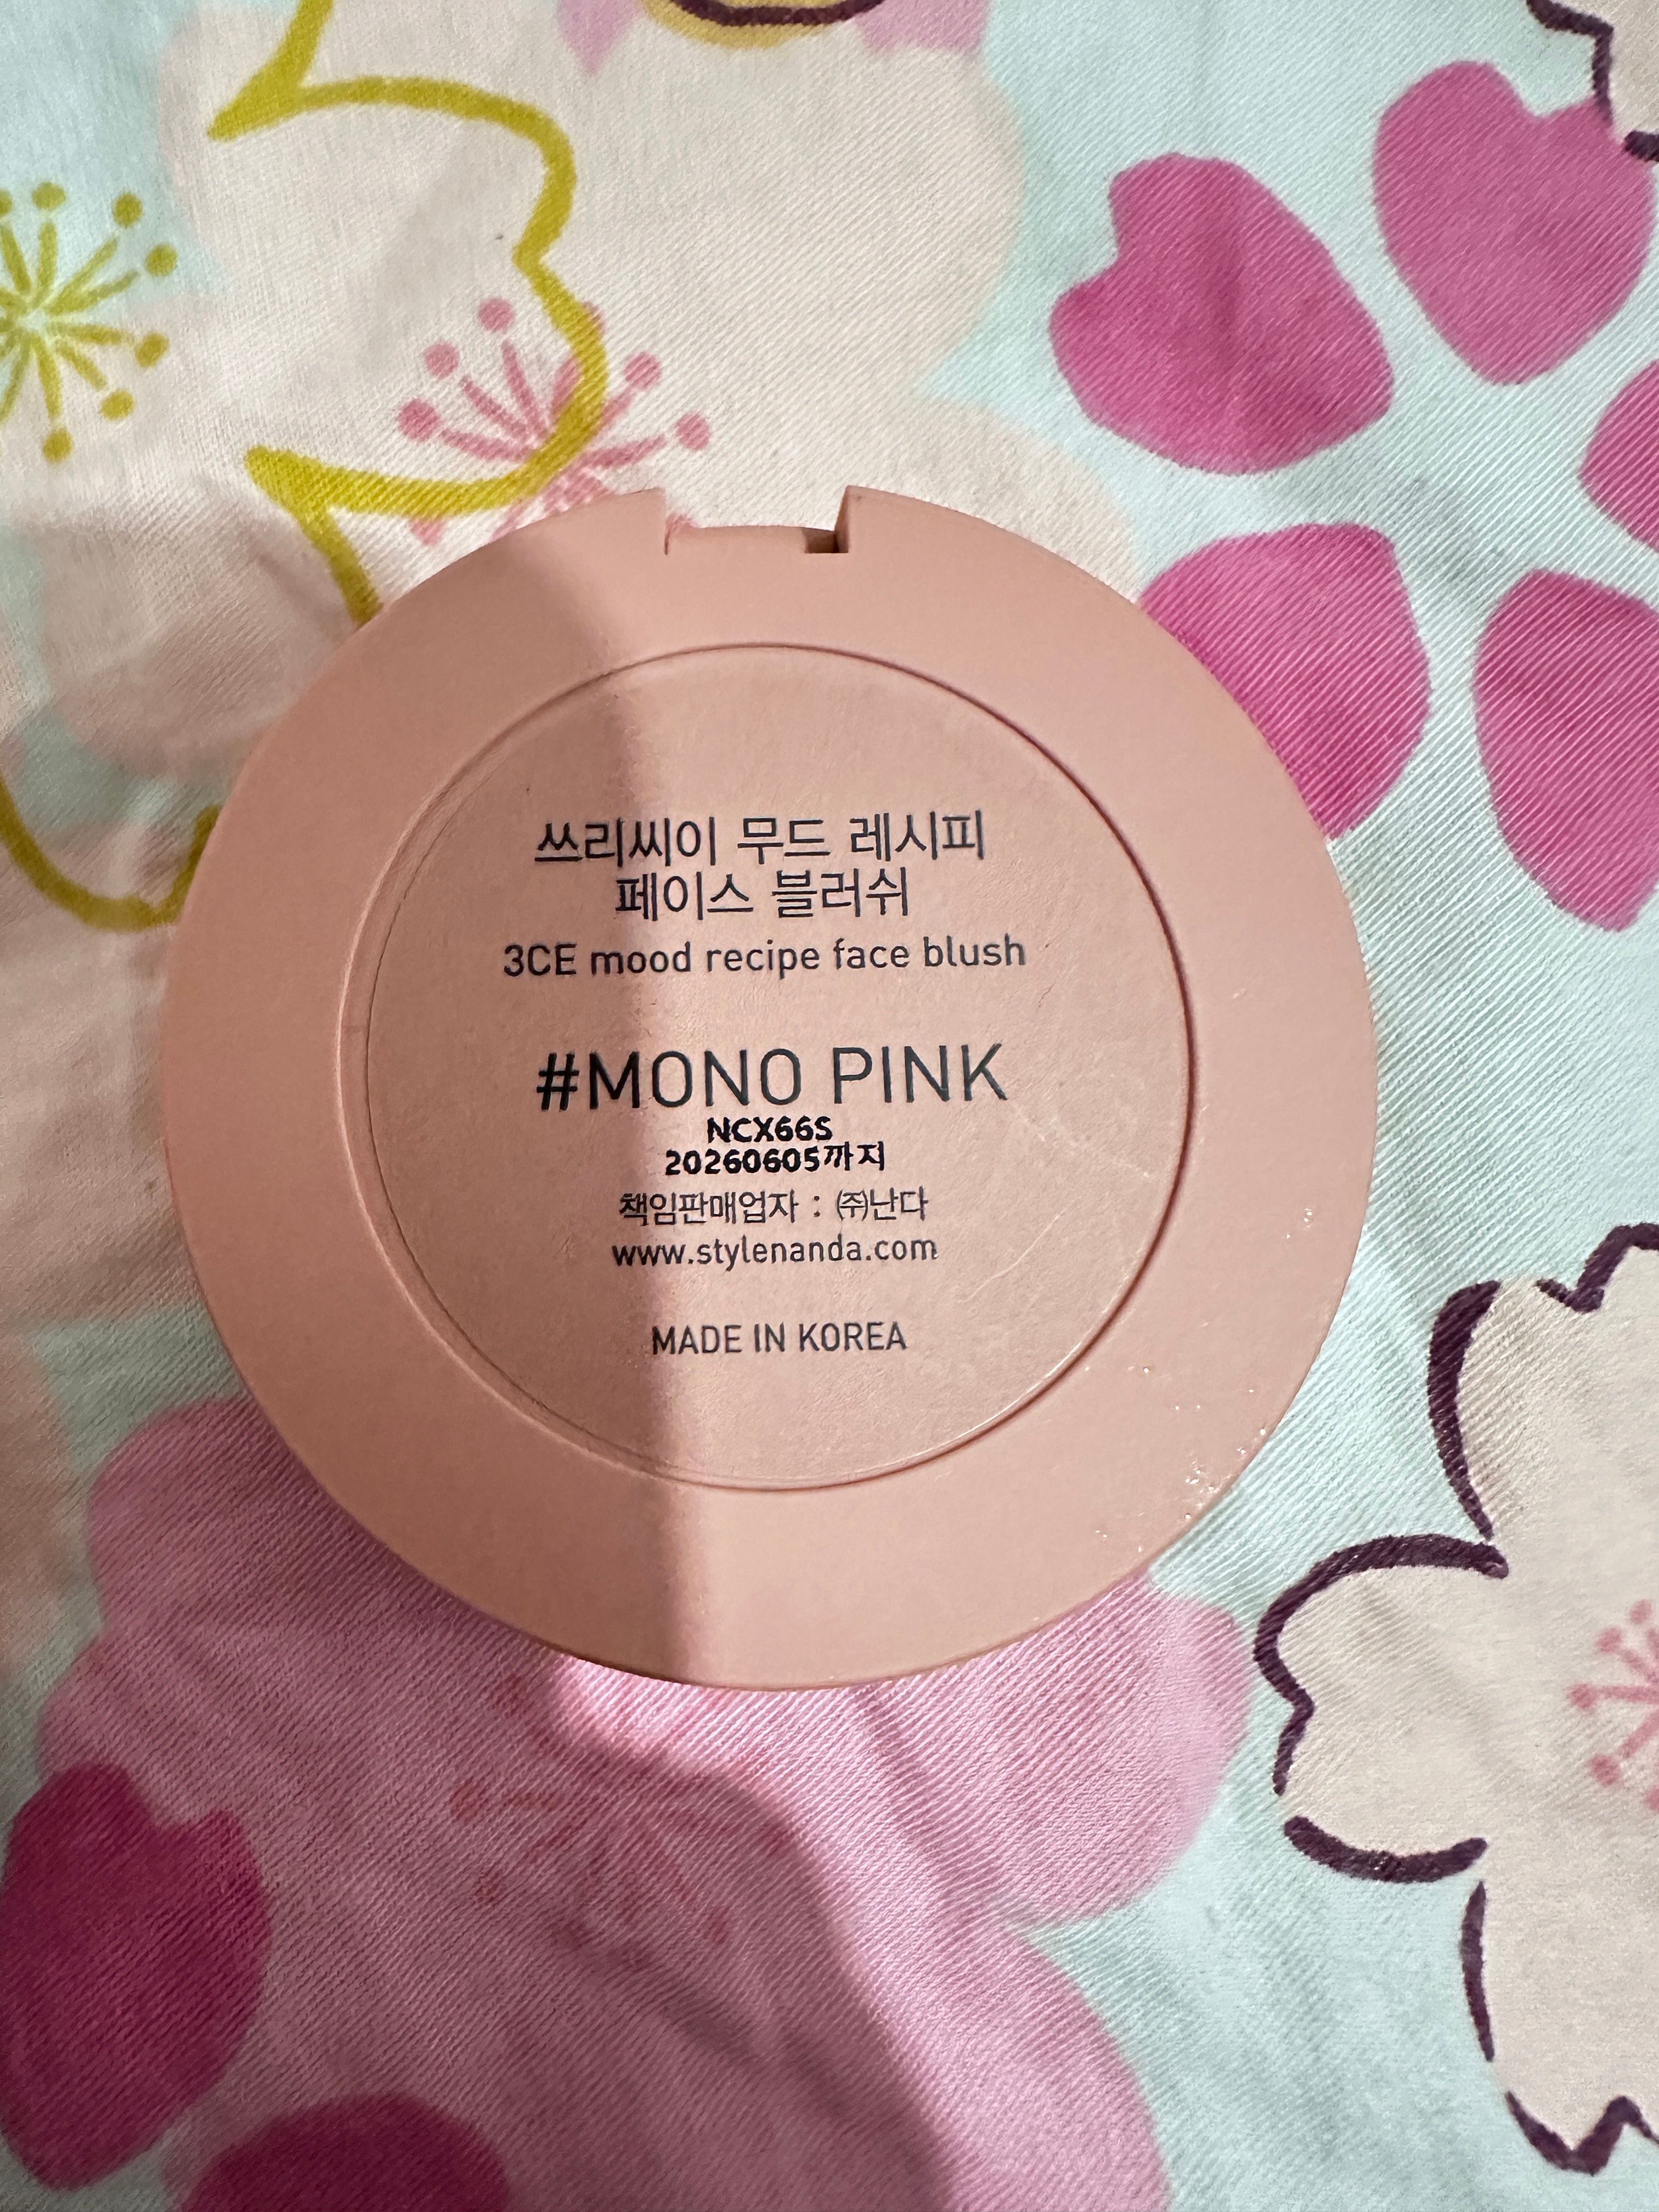 쓰리씨이 무드 레시피
페이스 블러쉬
3CE mood recipe face blush
#MONO PINK
NCX66S
20260605까지
책임판매업자 : ㈜난다
www.stylenanda.com
MADE IN KOREA